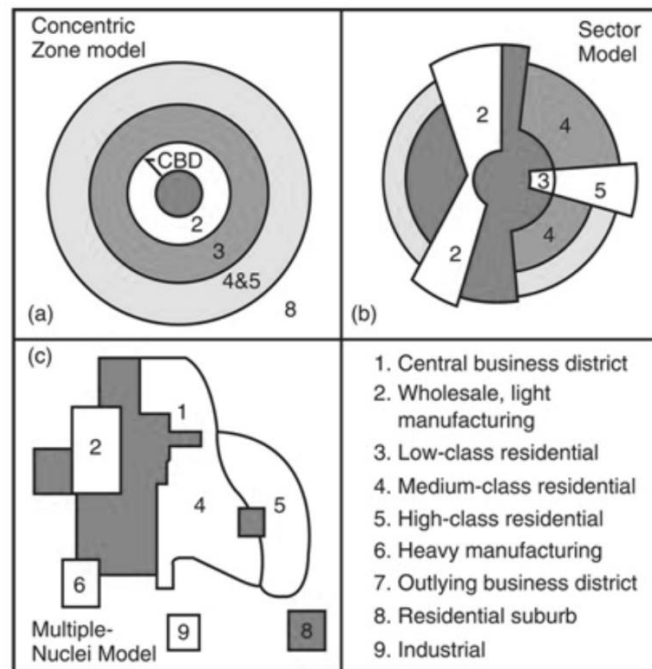 Concentric
Zone model
CBD
2
3
4&5
8
(a)
Sector
Model
2
4
3
5
4
2
(b)
(c)
1
2
4
5
6
9
8
Multiple-
Nuclei Model
1. Central business district
2. Wholesale, light
manufacturing
3. Low-class residential
4. Medium-class residential
5. High-class residential
6. Heavy manufacturing
7. Outlying business district
8. Residential suburb
9. Industrial